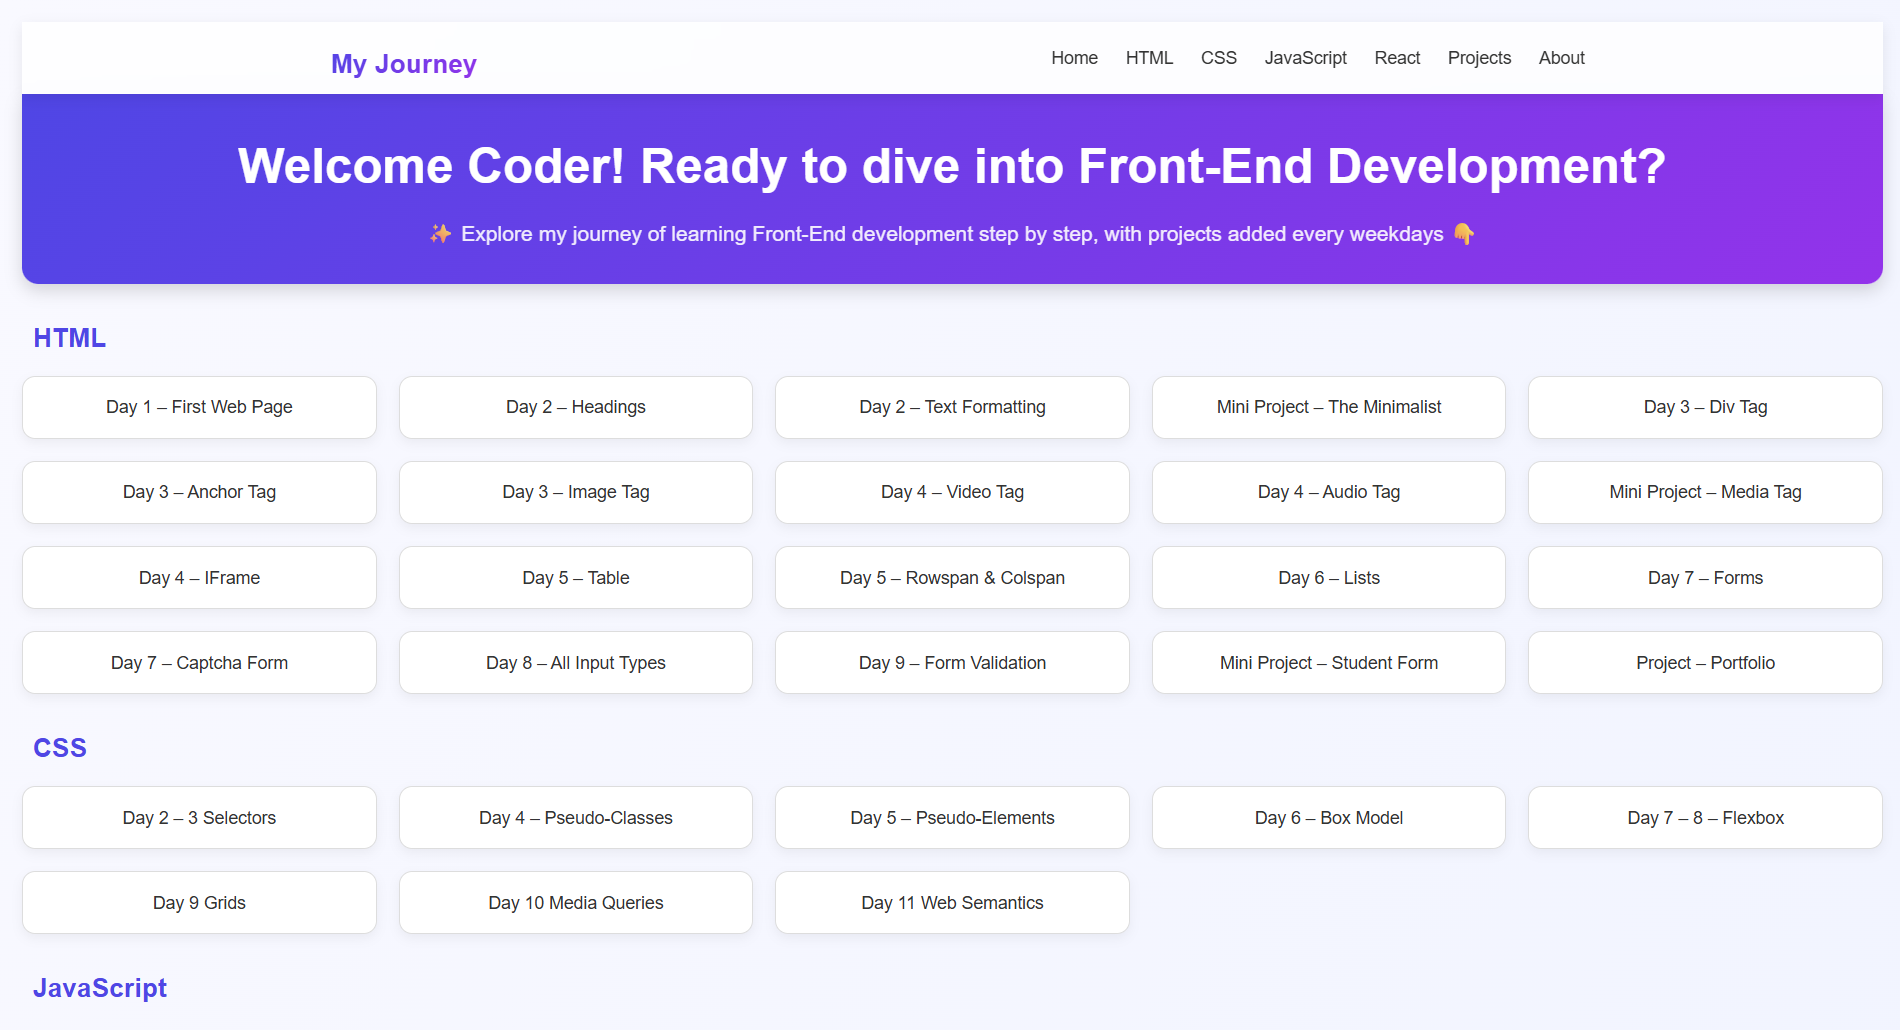 My Journey
Home HTML CSS JavaScript React Projects About
Welcome Coder! Ready to dive into Front-End Development?
✨ Explore my journey of learning Front-End development step by step, with projects added every weekdays 👇
HTML
Day 1 – First Web Page
Day 2 – Headings
Day 2 – Text Formatting
Mini Project – The Minimalist
Day 3 – Div Tag
Day 3 – Anchor Tag
Day 3 – Image Tag
Day 4 – Video Tag
Day 4 – Audio Tag
Mini Project – Media Tag
Day 4 – IFrame
Day 5 – Table
Day 5 – Rowspan & Colspan
Day 6 – Lists
Day 7 – Forms
Day 7 – Captcha Form
Day 8 – All Input Types
Day 9 – Form Validation
Mini Project – Student Form
Project – Portfolio
CSS
Day 2 – 3 Selectors
Day 4 – Pseudo-Classes
Day 5 – Pseudo-Elements
Day 6 – Box Model
Day 7 – 8 – Flexbox
Day 9 Grids
Day 10 Media Queries
Day 11 Web Semantics
JavaScript